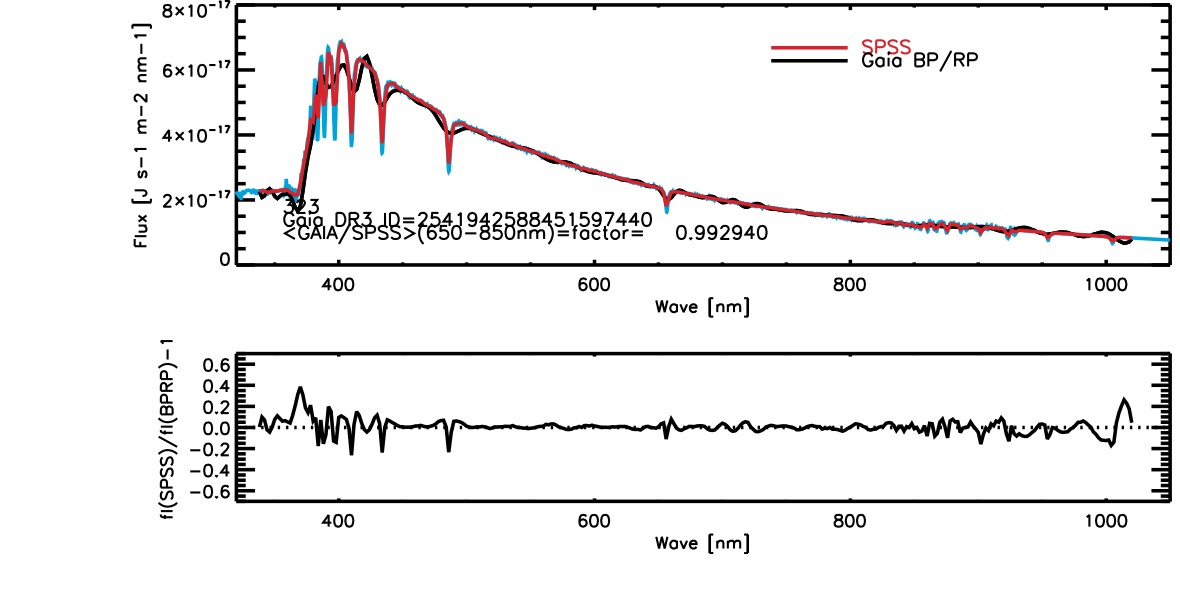 8×10−17
6×10−17
4×10−17
2×10−17
0
Flux [J s−1 m−2 nm−1]
SPSS
Gaia BP/RP
323
Gaia DR3 ID=2541942588451597440
<GAIA/SPSS>(650−850nm)=factor= 0.992940
400 600 800 1000
Wave [nm]
fl(SPSS)/fl(BPRP)−1
0.6
0.4
0.2
0.0
−0.2
−0.4
−0.6
400 600 800 1000
Wave [nm]